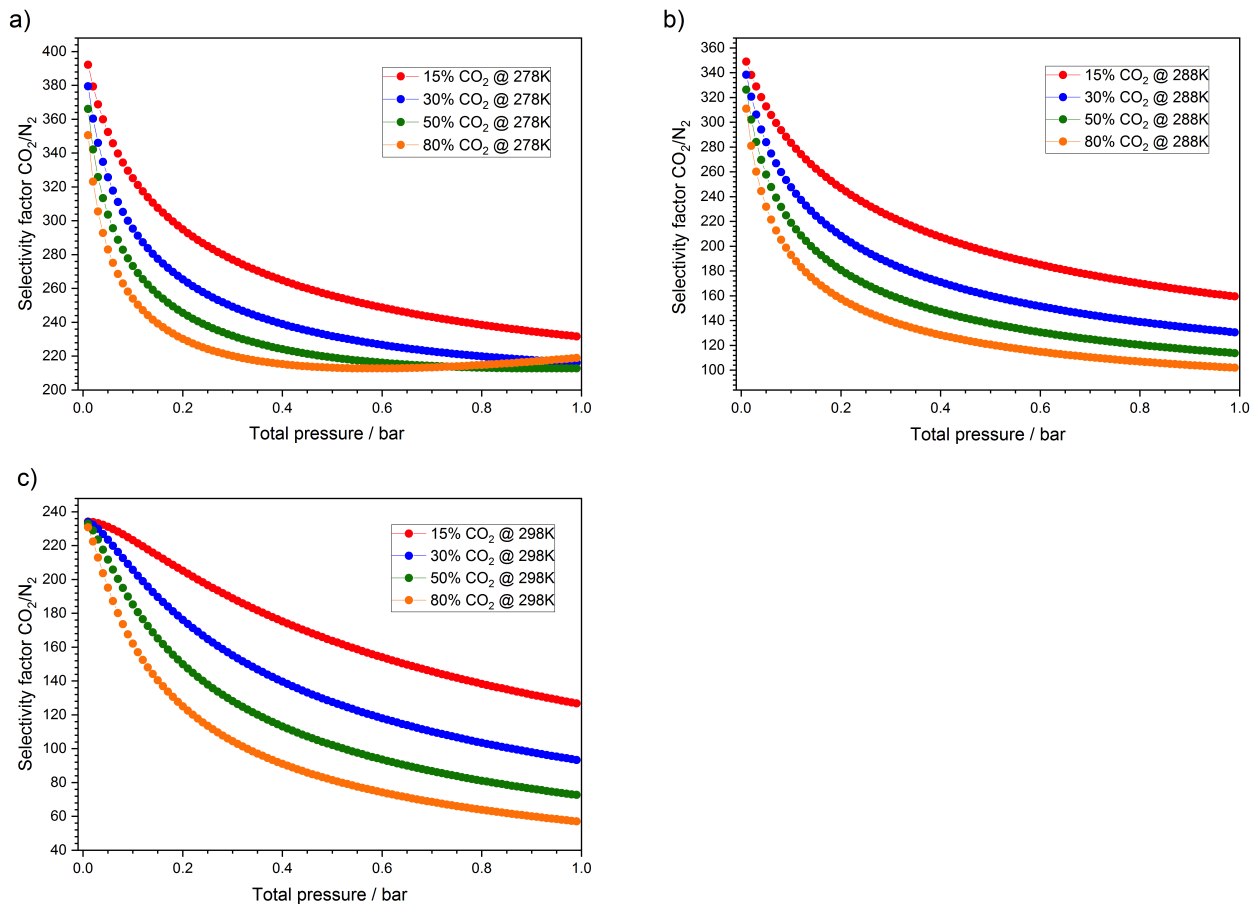 a)
Selectivity factor CO₂/N₂
400
380
360
340
320
300
280
260
240
220
200
0.0 0.2 0.4 0.6 0.8 1.0
Total pressure / bar
15% CO₂ @ 278K
30% CO₂ @ 278K
50% CO₂ @ 278K
80% CO₂ @ 278K
b)
Selectivity factor CO₂/N₂
360
340
320
300
280
260
240
220
200
180
160
140
120
100
0.0 0.2 0.4 0.6 0.8 1.0
Total pressure / bar
15% CO₂ @ 288K
30% CO₂ @ 288K
50% CO₂ @ 288K
80% CO₂ @ 288K
c)
Selectivity factor CO₂/N₂
240
220
200
180
160
140
120
100
80
60
40
0.0 0.2 0.4 0.6 0.8 1.0
Total pressure / bar
15% CO₂ @ 298K
30% CO₂ @ 298K
50% CO₂ @ 298K
80% CO₂ @ 298K